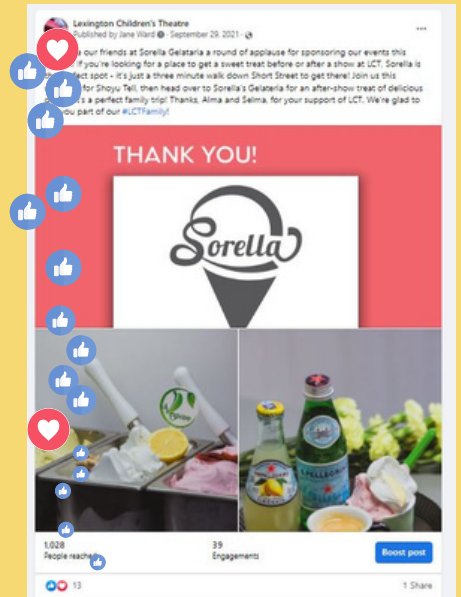 Lexington Children's Theatre
Published by Jane Ward · September 29, 2021 ·
our friends at Sorella Gelataria a round of applause for sponsoring our events this
If you're looking for a place to get a sweet treat before or after a show at LCT, Sorella is
spot - it's just a three minute walk down Short Street to get there! Join us this
for Shoyu Tell, then head over to Sorella's Gelateria for an after-show treat of delicious
a perfect family trip! Thanks, Alma and Selma, for your support of LCT. We're glad to
you part of our #LCTFamily!
THANK YOU!
Sorella
S.PELLEGRINO
1,028
People reached
39
Engagements
Boost post
13
1 Share